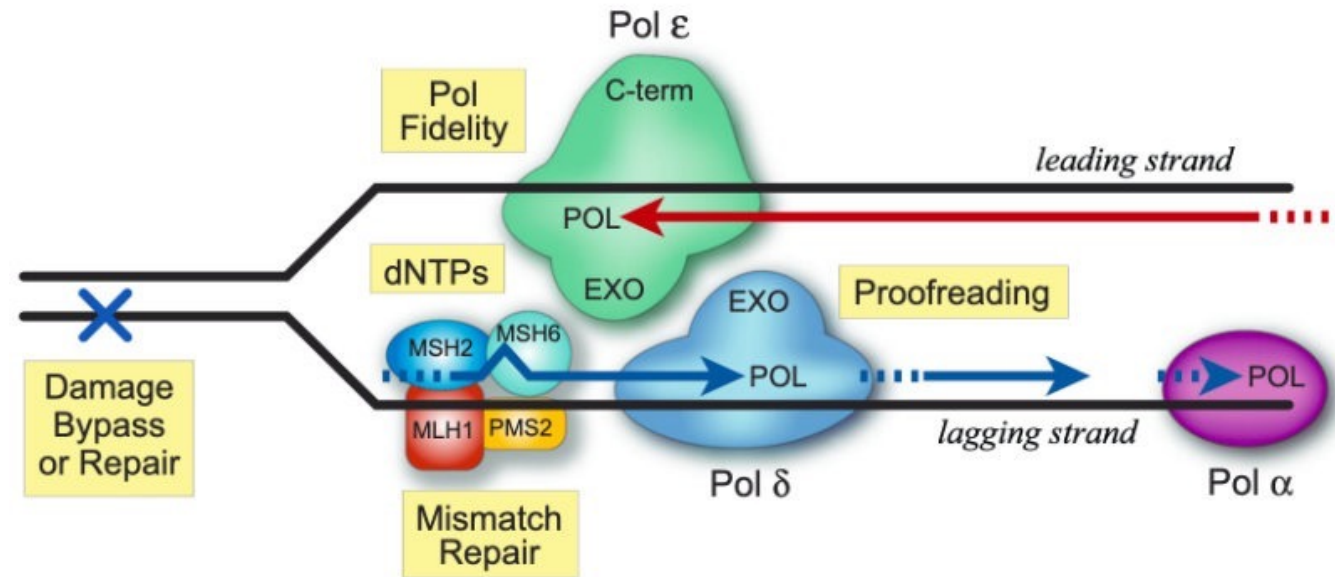 Pol ε
C-term
Pol
Fidelity
leading strand
POL
dNTPs
EXO
EXO
Proofreading
MSH2
MSH6
POL
POL
Damage
Bypass
or Repair
MLH1
PMS2
lagging strand
Pol δ
Pol α
Mismatch
Repair